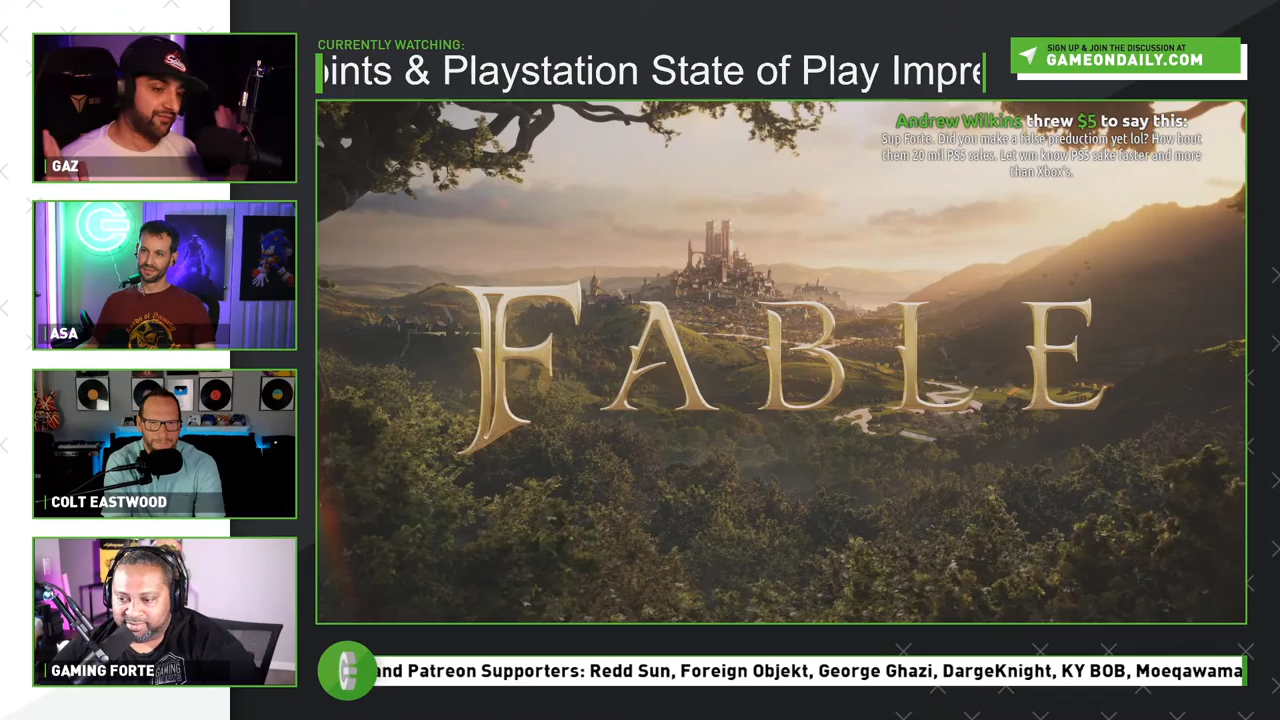 CURRENTLY WATCHING:
ints & Playstation State of Play Impre
SIGN UP & JOIN THE DISCUSSION AT
GAMEONDAILY.COM
GAZ
ASA
COLT EASTWOOD
GAMING FORTE
Andrew Wilkins threw $5 to say this:
Sup Forte. Did you make a false prediction yet lol? How bout
them 20 mil PS5 sales. Let wm know PS5 sake faster and more
than Xbox's.
FABLE
and Patreon Supporters: Redd Sun, Foreign Objekt, George Ghazi, DargeKnight, KY BOB, Moeqawama